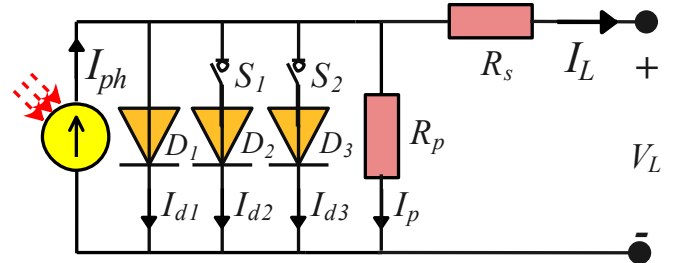 I_ph
S_1
S_2
R_s
I_L
+
D_1
D_2
D_3
R_p
V_L
I_d1
I_d2
I_d3
I_p
-